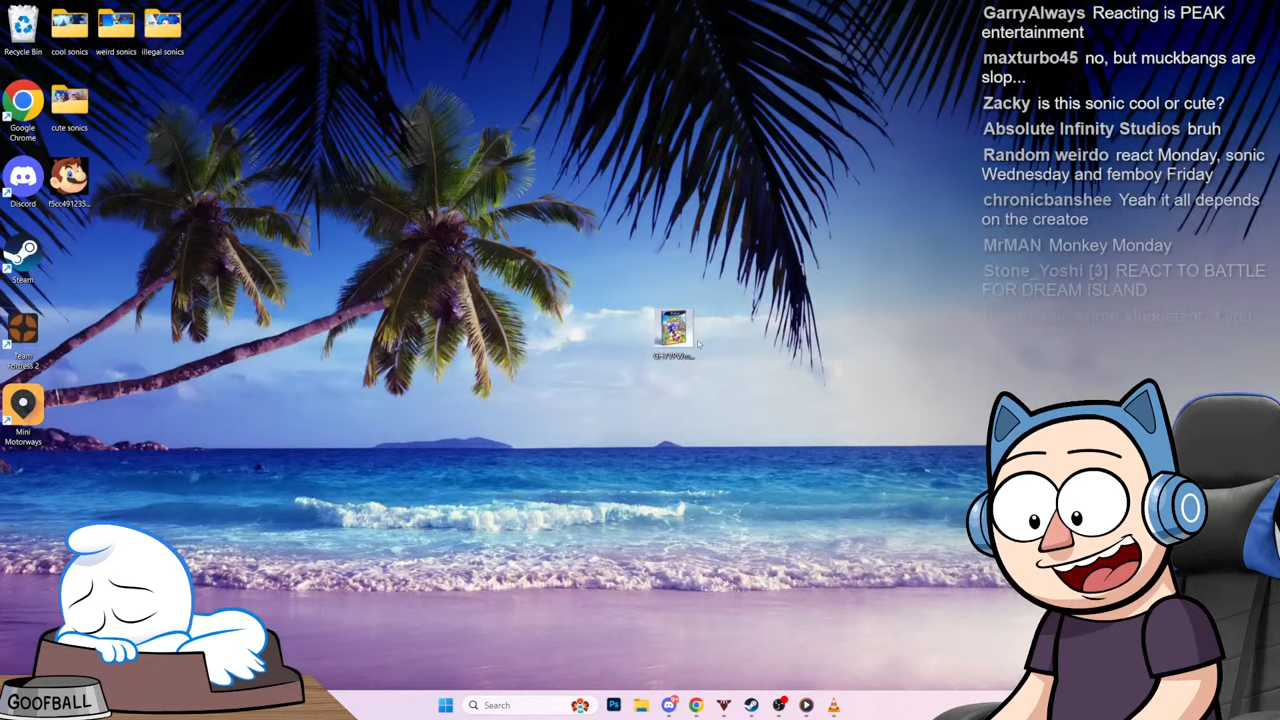 Recycle Bin
cool sonics
weird sonics
illegal sonics
Google
Chrome
cute sonics
Discord
f5cc491235...
Steam
Team
Fortress 2
Mini
Motorways
GarryAlways Reacting is PEAK
entertainment
maxturbo45 no, but muckbangs are
slop...
Zacky is this sonic cool or cute?
Absolute Infinity Studios bruh
Random weirdo react Monday, sonic
Wednesday and femboy Friday
chronicbanshee Yeah it all depends
on the creatoe
MrMAN Monkey Monday
Stone_Yoshi [3] REACT TO BATTLE
FOR DREAM ISLAND
GOOFBALL
Search
Ps